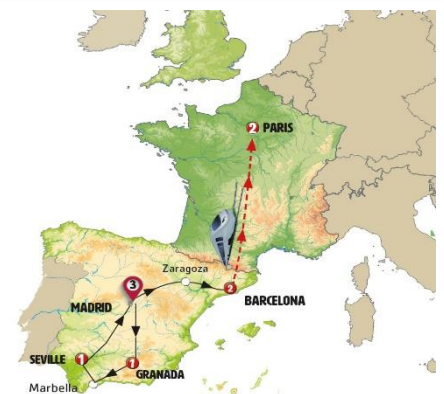 2 PARIS
Zaragoza
3
MADRID
2
BARCELONA
SEVILLE 1
1
GRANADA
Marbella